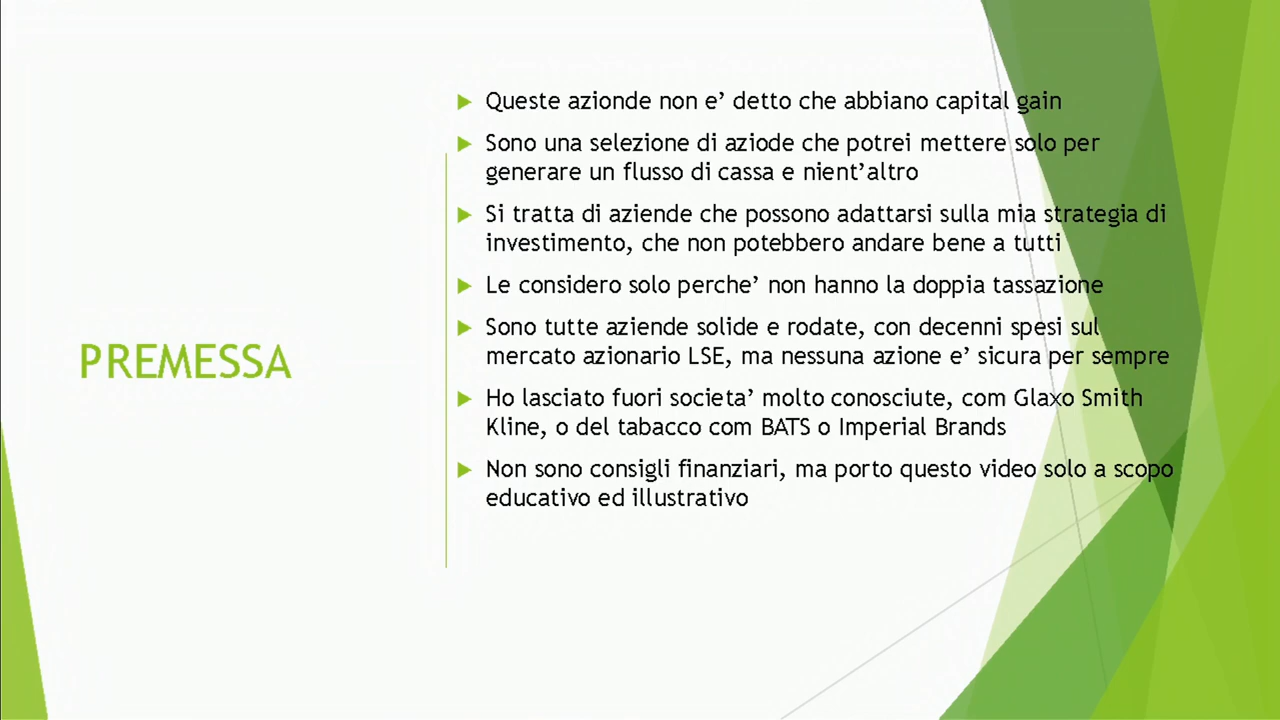 PREMESSA
Queste azionde non e’ detto che abbiano capital gain
Sono una selezione di aziode che potrei mettere solo per
generare un flusso di cassa e nient’altro
Si tratta di aziende che possono adattarsi sulla mia strategia di
investimento, che non potebbero andare bene a tutti
Le considero solo perche’ non hanno la doppia tassazione
Sono tutte aziende solide e rodate, con decenni spesi sul
mercato azionario LSE, ma nessuna azione e’ sicura per sempre
Ho lasciato fuori societa’ molto conosciute, com Glaxo Smith
Kline, o del tabacco com BATS o Imperial Brands
Non sono consigli finanziari, ma porto questo video solo a scopo
educativo ed illustrativo